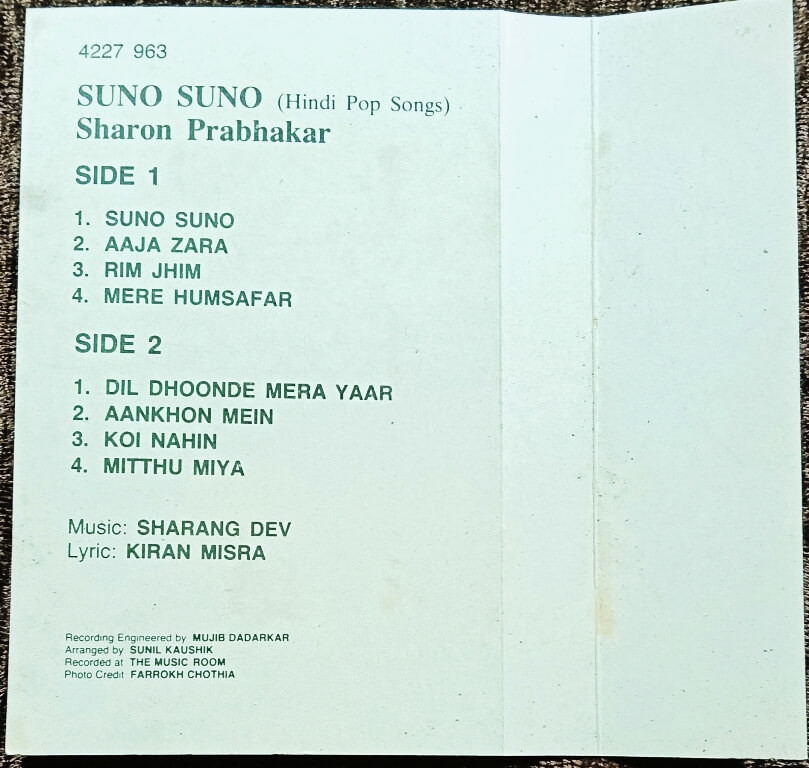 4227 963
SUNO SUNO (Hindi Pop Songs)
Sharon Prabhakar
SIDE 1
1. SUNO SUNO
2. AAJA ZARA
3. RIM JHIM
4. MERE HUMSAFAR
SIDE 2
1. DIL DHOONDE MERA YAAR
2. AANKHON MEIN
3. KOI NAHIN
4. MITTHU MIYA
Music: SHARANG DEV
Lyric: KIRAN MISRA
Recording Engineered by MUJIB DADARKAR
Arranged by SUNIL KAUSHIK
Recorded at THE MUSIC ROOM
Photo Credit FARROKH CHOTHIA